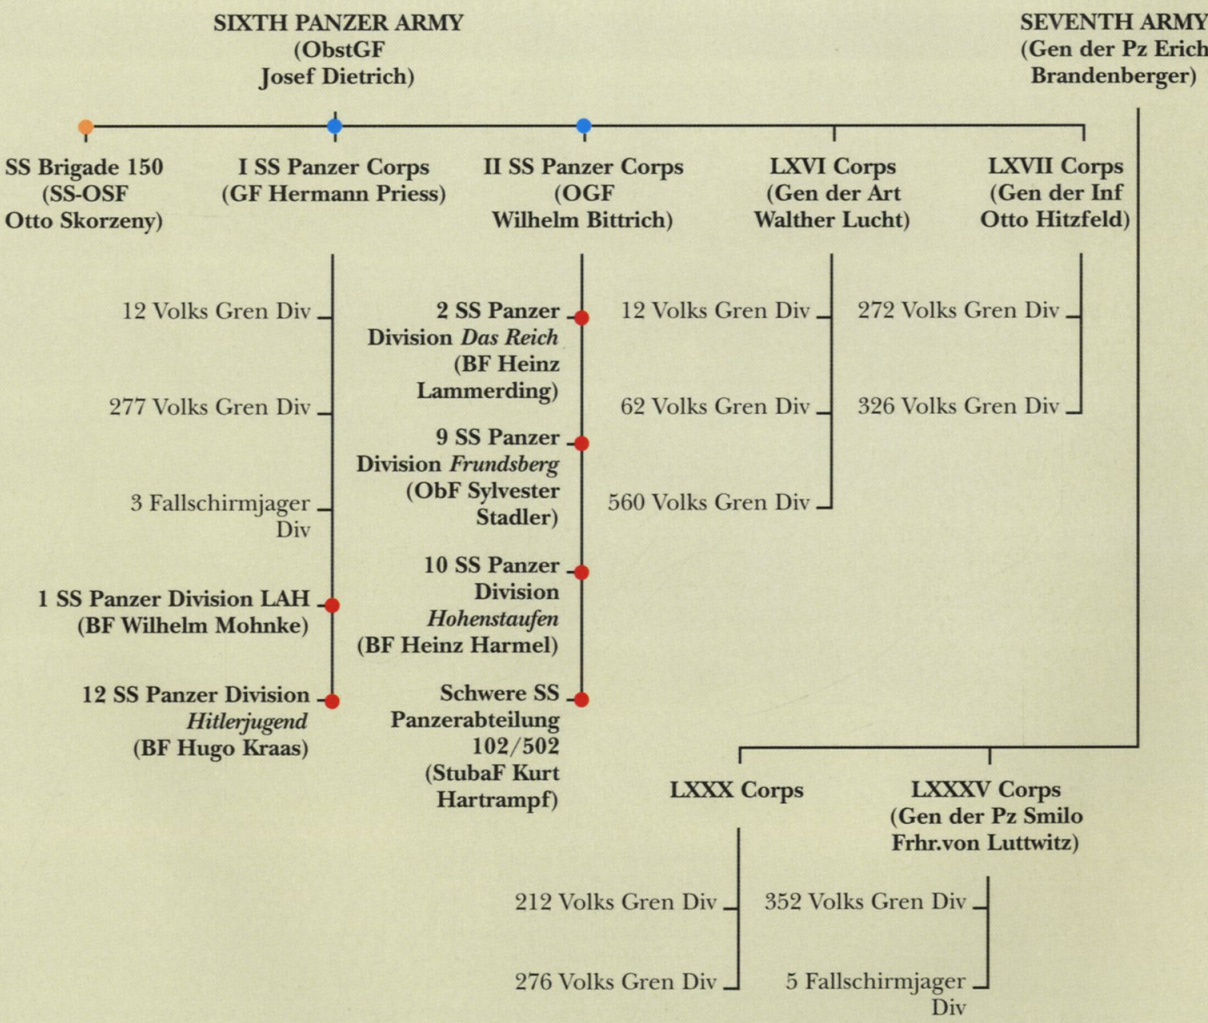 SIXTH PANZER ARMY
(ObstGF
Josef Dietrich)
SEVENTH ARMY
(Gen der Pz Erich
Brandenberger)
SS Brigade 150
(SS-OSF
Otto Skorzeny)
I SS Panzer Corps
(GF Hermann Priess)
II SS Panzer Corps
(OGF
Wilhelm Bittrich)
LXVI Corps
(Gen der Art
Walther Lucht)
LXVII Corps
(Gen der Inf
Otto Hitzfeld)
12 Volks Gren Div
277 Volks Gren Div
3 Fallschirmjager
Div
1 SS Panzer Division LAH
(BF Wilhelm Mohnke)
12 SS Panzer Division
Hitlerjugend
(BF Hugo Kraas)
2 SS Panzer
Division Das Reich
(BF Heinz
Lammerding)
9 SS Panzer
Division Frundsberg
(ObF Sylvester
Stadler)
10 SS Panzer
Division
Hohenstaufen
(BF Heinz Harmel)
Schwere SS
Panzerabteilung
102/502
(StubaF Kurt
Hartrampf)
12 Volks Gren Div
62 Volks Gren Div
560 Volks Gren Div
272 Volks Gren Div
326 Volks Gren Div
LXXX Corps
LXXXV Corps
(Gen der Pz Smilo
Frhr.von Luttwitz)
212 Volks Gren Div
276 Volks Gren Div
352 Volks Gren Div
5 Fallschirmjager
Div